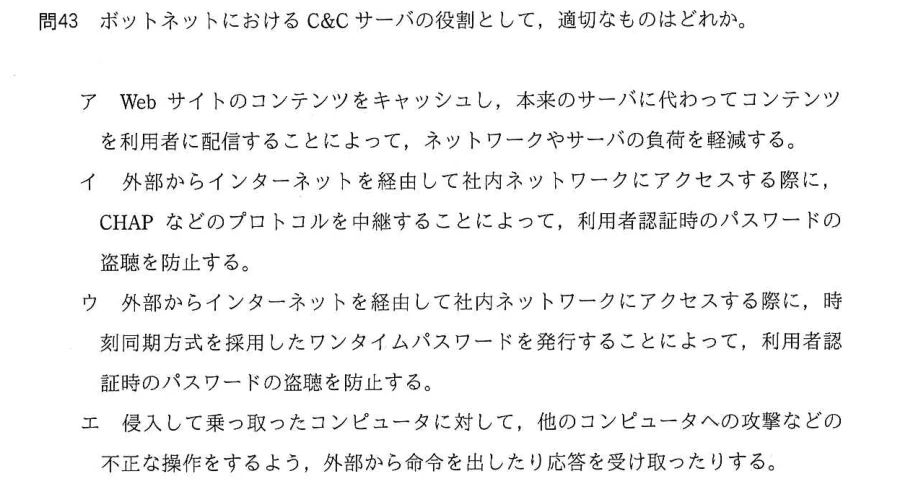 問43 ボットネットにおける C&C サーバの役割として，適切なものはどれか。
ア Web サイトのコンテンツをキャッシュし，本来のサーバに代わってコンテンツ
を利用者に配信することによって，ネットワークやサーバの負荷を軽減する。
イ 外部からインターネットを経由して社内ネットワークにアクセスする際に，
CHAP などのプロトコルを中継することによって，利用者認証時のパスワードの
盗聴を防止する。
ウ 外部からインターネットを経由して社内ネットワークにアクセスする際に，時
刻同期方式を採用したワンタイムパスワードを発行することによって，利用者認
証時のパスワードの盗聴を防止する。
エ 侵入して乗っ取ったコンピュータに対して，他のコンピュータへの攻撃などの
不正な操作をするよう，外部から命令を出したり応答を受け取ったりする。